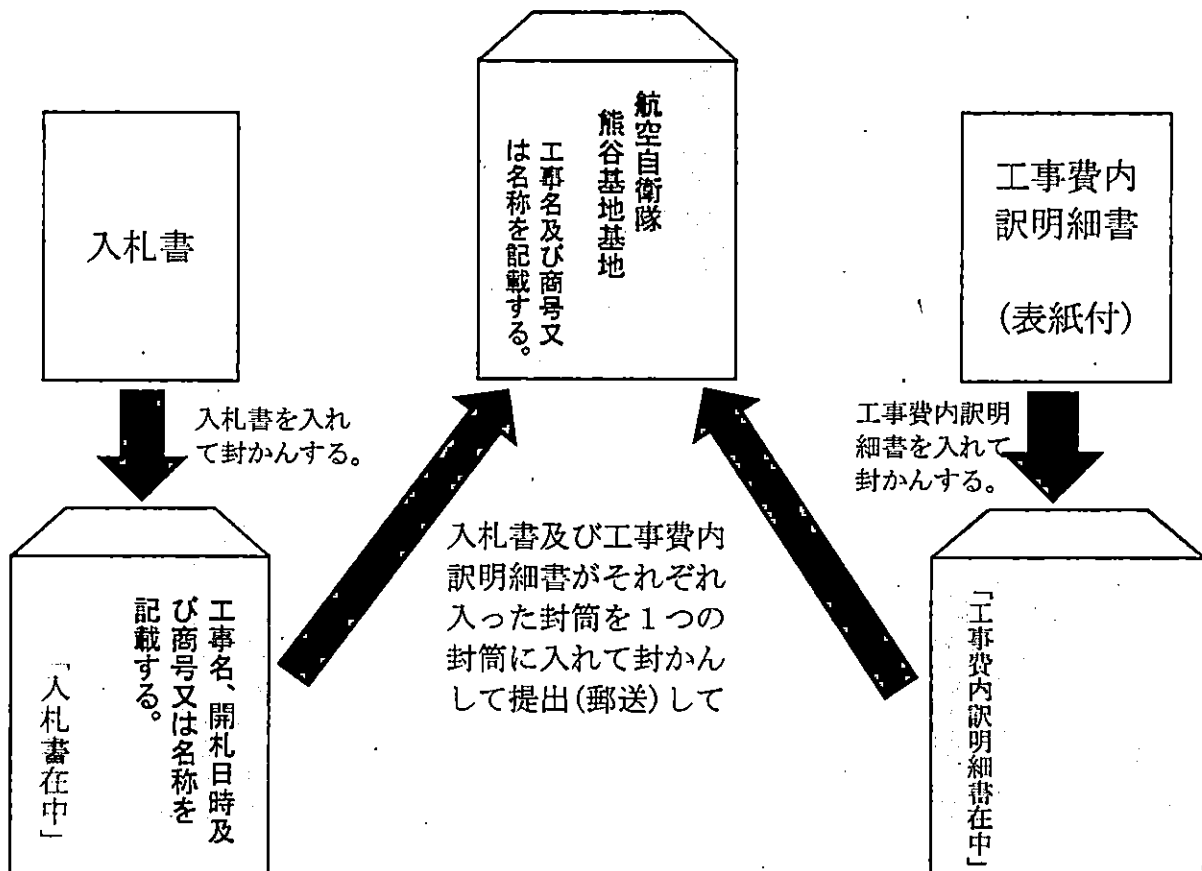 航空自衛隊
熊谷基地基地
工事名及び商号又
は名称を記載する。
入札書
工事費内
訳明細書
(表紙付)
入札書を入れ
て封かんする。
工事費内訳明
細書を入れて
封かんする。
入札書及び工事費内
訳明細書がそれぞれ
入った封筒を１つの
封筒に入れて封かん
して提出(郵送)して
工事名、開札日時及
び商号又は名称を
記載する。
「入札書在中」
「工事費内訳明細書在中」